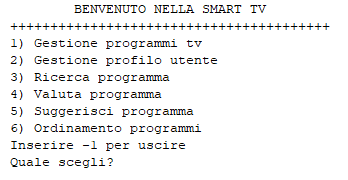 BENVENUTO NELLA SMART TV
++++++++++++++++++++++++++++++++++++++++
1) Gestione programmi tv
2) Gestione profilo utente
3) Ricerca programma
4) Valuta programma
5) Suggerisci programma
6) Ordinamento programmi
Inserire -1 per uscire
Quale scegli?